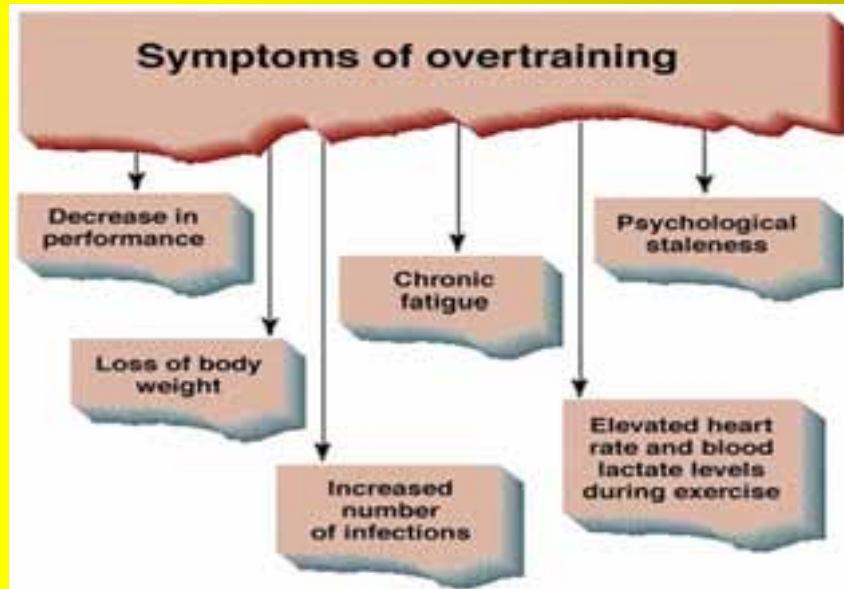 Symptoms of overtraining
Decrease in
performance
Psychological
staleness
Chronic
fatigue
Loss of body
weight
Elevated heart
rate and blood
lactate levels
during exercise
Increased
number
of infections